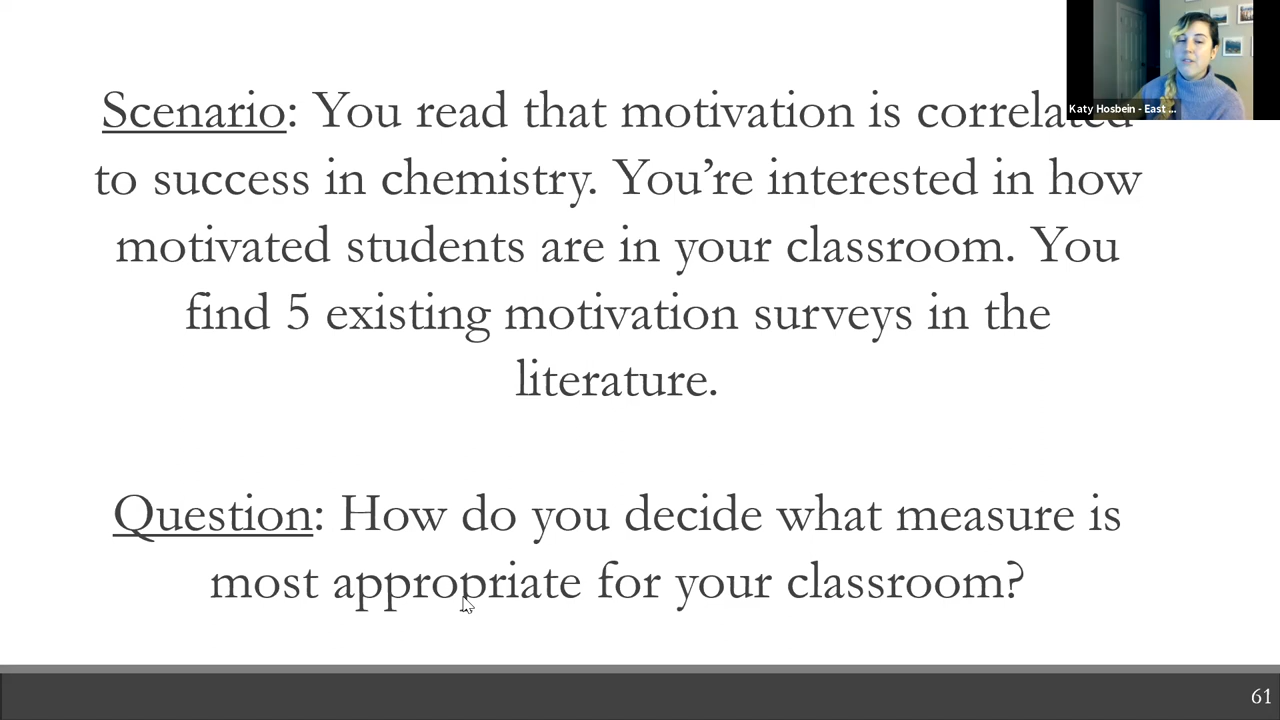 Scenario: You read that motivation is correlated
to success in chemistry. You’re interested in how
motivated students are in your classroom. You
find 5 existing motivation surveys in the
literature.
Question: How do you decide what measure is
most appropriate for your classroom?
Katy Hosbein - East ...
61